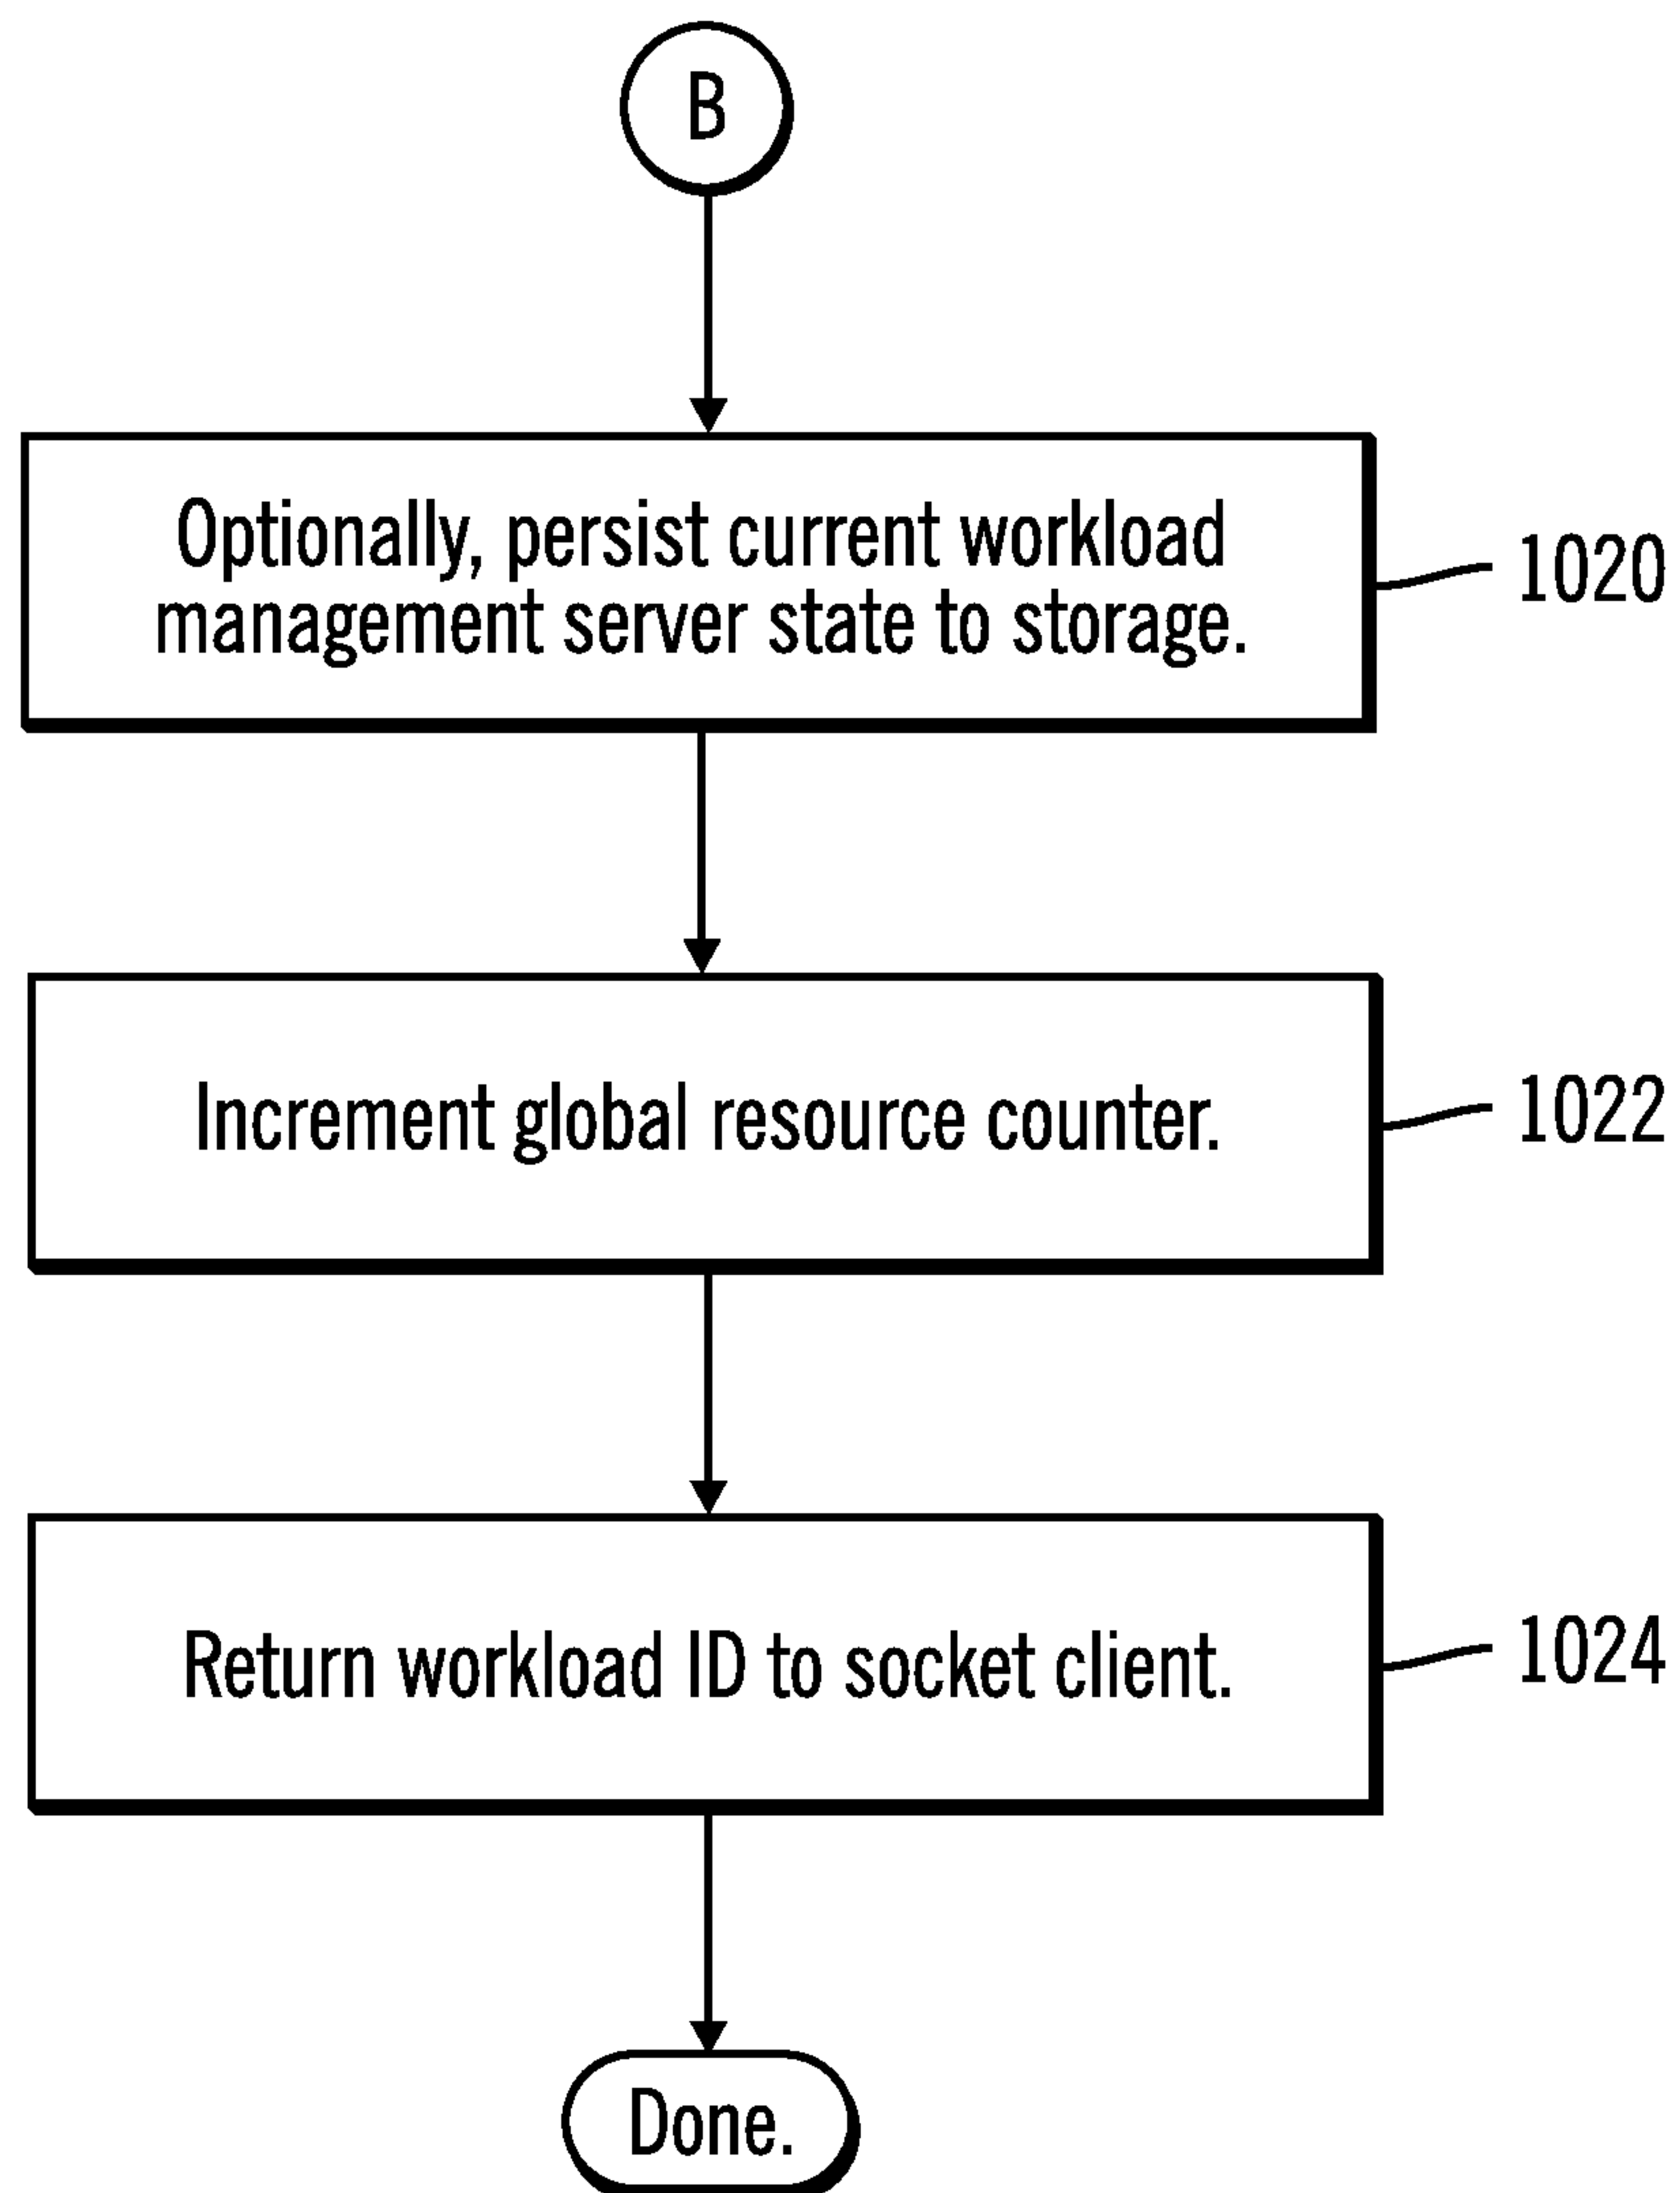 B
Optionally, persist current workload
management server state to storage.
1020
Increment global resource counter.
1022
Return workload ID to socket client.
1024
Done.